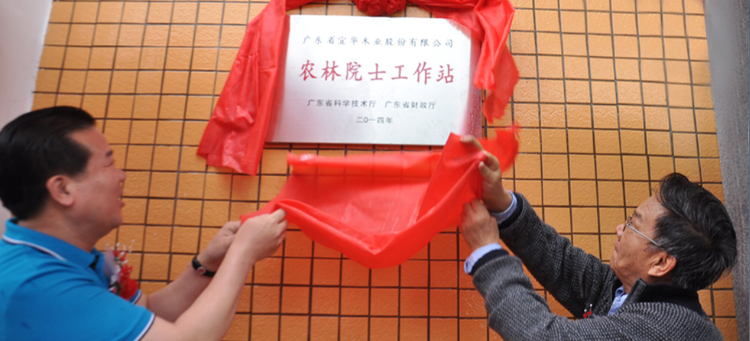 广东省宜华木业股份有限公司
农林院士工作站
广东省科学技术厅 广东省财政厅
二〇一四年